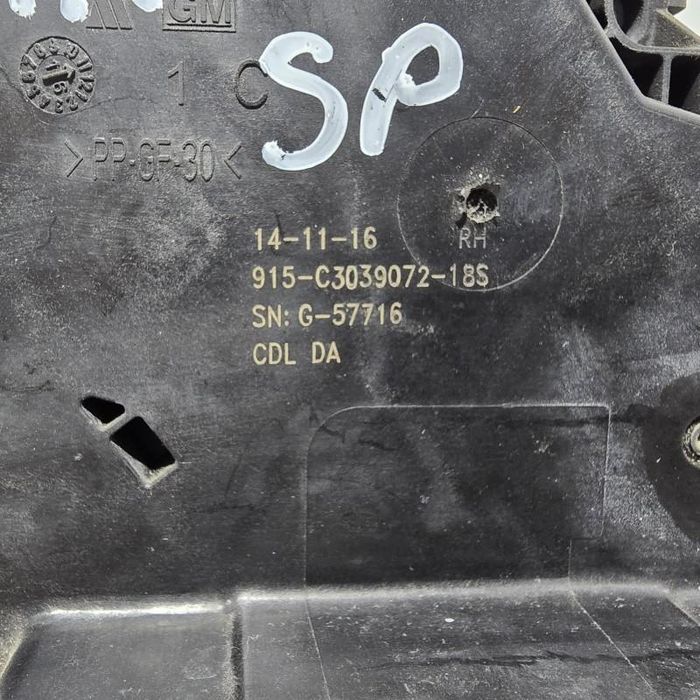 GM
SP
1 C
>PP-GF-30<
14-11-16
RH
915-C3039072-18S
SN: G-57716
CDL DA